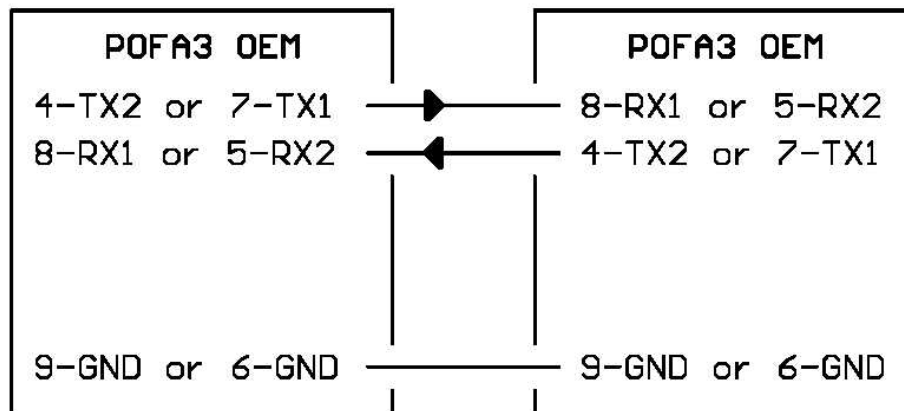 POFA3 OEM
4-TX2 or 7-TX1
8-RX1 or 5-RX2
9-GND or 6-GND
POFA3 OEM
8-RX1 or 5-RX2
4-TX2 or 7-TX1
9-GND or 6-GND